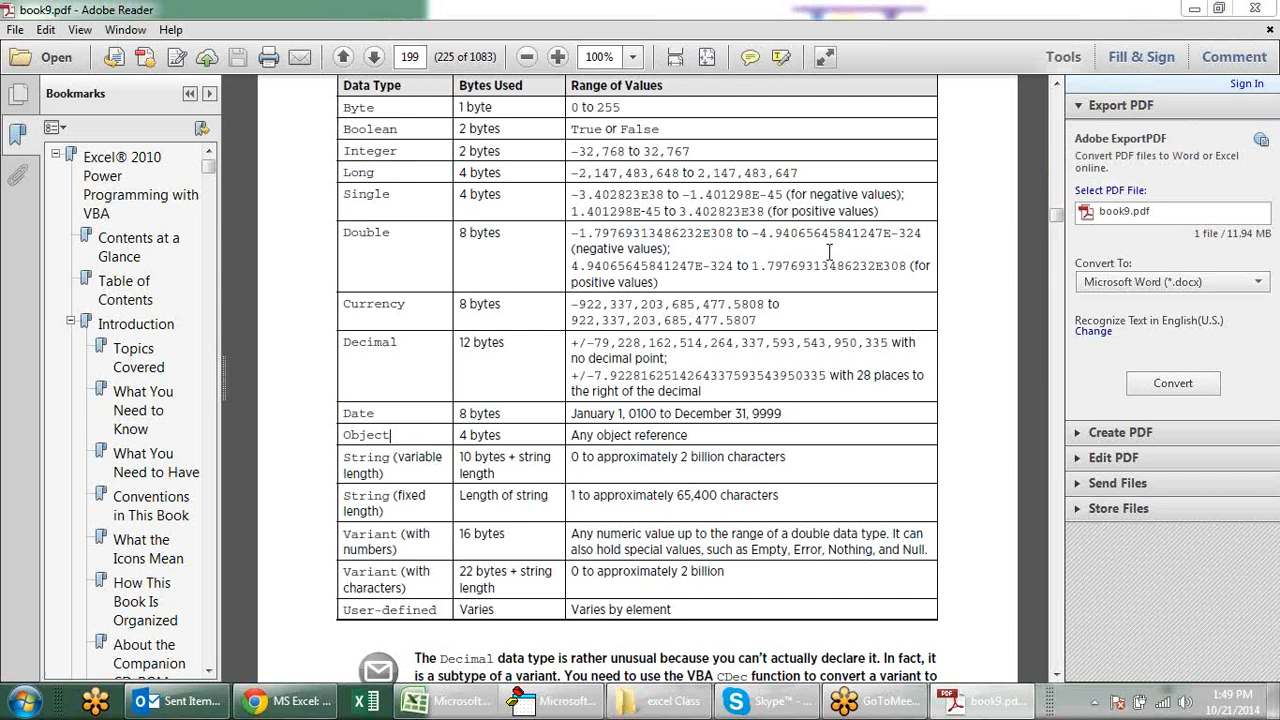 book9.pdf - Adobe Reader
File Edit View Window Help
Open 199 (225 of 1083) 100% Tools Fill & Sign Comment
Bookmarks
Excel® 2010
Power
Programming with
VBA
Contents at a
Glance
Table of
Contents
Introduction
Topics
Covered
What You
Need to
Know
What You
Need to Have
Conventions
in This Book
What the
Icons Mean
How This
Book Is
Organized
About the
Companion
Data Type Bytes Used Range of Values
Byte 1 byte 0 to 255
Boolean 2 bytes True or False
Integer 2 bytes -32,768 to 32,767
Long 4 bytes -2,147,483,648 to 2,147,483,647
Single 4 bytes -3.402823E38 to -1.401298E-45 (for negative values);
1.401298E-45 to 3.402823E38 (for positive values)
Double 8 bytes -1.79769313486232E308 to -4.94065645841247E-324
(negative values);
4.94065645841247E-324 to 1.79769313486232E308 (for
positive values)
Currency 8 bytes -922,337,203,685,477.5808 to
922,337,203,685,477.5807
Decimal 12 bytes +/-79,228,162,514,264,337,593,543,950,335 with
no decimal point;
+/-7.9228162514264337593543950335 with 28 places to
the right of the decimal
Date 8 bytes January 1, 0100 to December 31, 9999
Object 4 bytes Any object reference
String (variable 10 bytes + string 0 to approximately 2 billion characters
length) length
String (fixed Length of string 1 to approximately 65,400 characters
length)
Variant (with 16 bytes Any numeric value up to the range of a double data type. It can
numbers) also hold special values, such as Empty, Error, Nothing, and Null.
Variant (with 22 bytes + string 0 to approximately 2 billion
characters) length
User-defined Varies Varies by element
The Decimal data type is rather unusual because you can't actually declare it. In fact, it
is a subtype of a variant. You need to use the VBA CDec function to convert a variant to
Sign In
Export PDF
Adobe ExportPDF
Convert PDF files to Word or Excel
online.
Select PDF File:
book9.pdf
1 file / 11.94 MB
Convert To:
Microsoft Word (*.docx)
Recognize Text in English(U.S.)
Change
Convert
Create PDF
Edit PDF
Send Files
Store Files
Sent Item... MS Excel: ... Microsoft... Microsoft... excel Class Skype™ -... GoToMee... book9.pd... 1:49 PM
10/21/2014